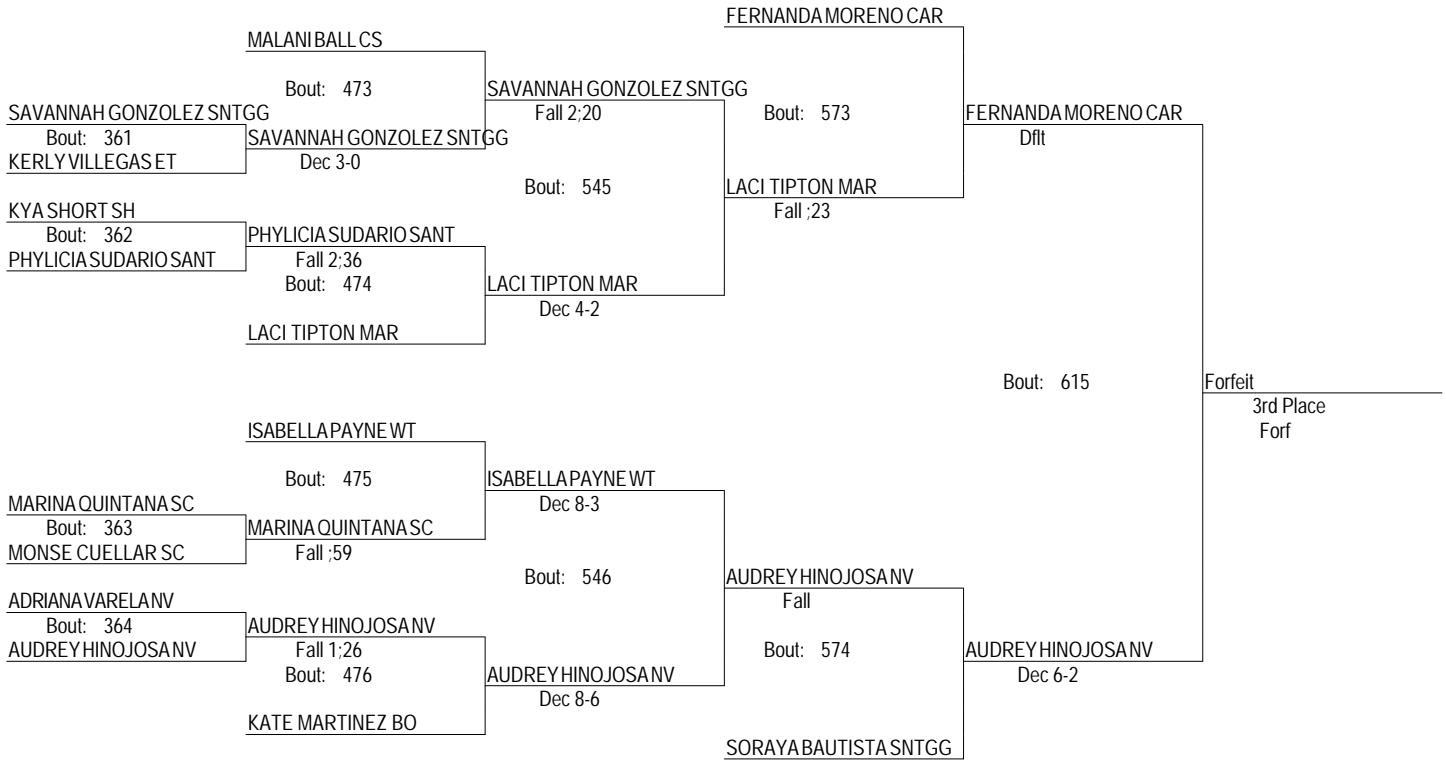 FERNANDA MORENO CAR
MALANI BALL CS
Bout: 473
SAVANNAH GONZOLEZ SNTGG
Fall 2;20
Bout: 573
SAVANNAH GONZOLEZ SNTGG
FERNANDA MORENO CAR
Bout: 361
SAVANNAH GONZOLEZ SNTGG
Dflt
KERLY VILLEGAS ET
Dec 3-0
Bout: 545
LACI TIPTON MAR
Fall ;23
KYA SHORT SH
Bout: 362
PHYLICIA SUDARIO SANT
PHYLICIA SUDARIO SANT
Fall 2;36
Bout: 474
LACI TIPTON MAR
Dec 4-2
LACI TIPTON MAR
Bout: 615
Forfeit
3rd Place
Forf
ISABELLA PAYNE WT
Bout: 475
ISABELLA PAYNE WT
Dec 8-3
MARINA QUINTANA SC
Bout: 363
MARINA QUINTANA SC
MONSE CUELLAR SC
Fall ;59
Bout: 546
AUDREY HINOJOSA NV
Fall
ADRIANA VARELA NV
Bout: 364
AUDREY HINOJOSA NV
AUDREY HINOJOSA NV
Fall 1;26
Bout: 574
AUDREY HINOJOSA NV
Dec 6-2
Bout: 476
AUDREY HINOJOSA NV
Dec 8-6
KATE MARTINEZ BO
SORAYA BAUTISTA SNTGG